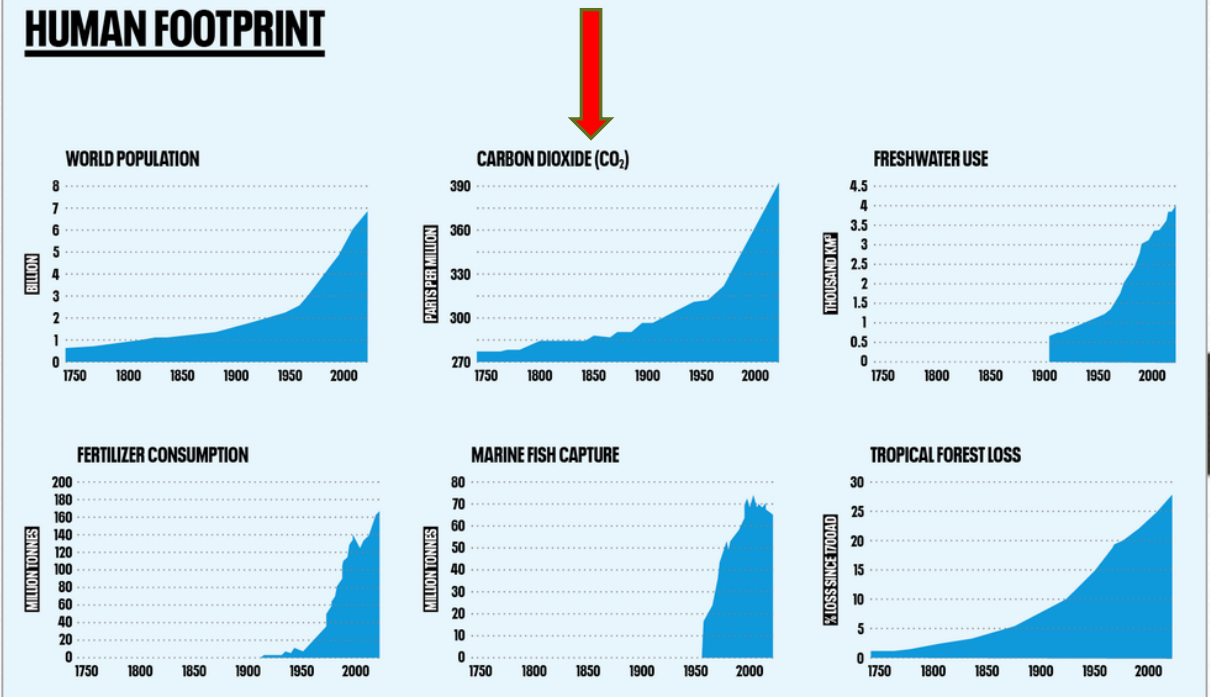 HUMAN FOOTPRINT
WORLD POPULATION
8
7
6
5
4
3
2
1
0
BILLION
1750 1800 1850 1900 1950 2000
CARBON DIOXIDE (CO₂)
390
360
330
300
270
PARTS PER MILLION
1750 1800 1850 1900 1950 2000
FRESHWATER USE
4.5
4
3.5
3
2.5
2
1.5
1
0.5
0
THOUSAND KM³
1750 1800 1850 1900 1950 2000
FERTILIZER CONSUMPTION
200
180
160
140
120
100
80
60
40
20
0
MILLION TONNES
1750 1800 1850 1900 1950 2000
MARINE FISH CAPTURE
80
70
60
50
40
30
20
10
0
MILLION TONNES
1750 1800 1850 1900 1950 2000
TROPICAL FOREST LOSS
30
25
20
15
10
5
0
% LOSS SINCE 1700AD
1750 1800 1850 1900 1950 2000